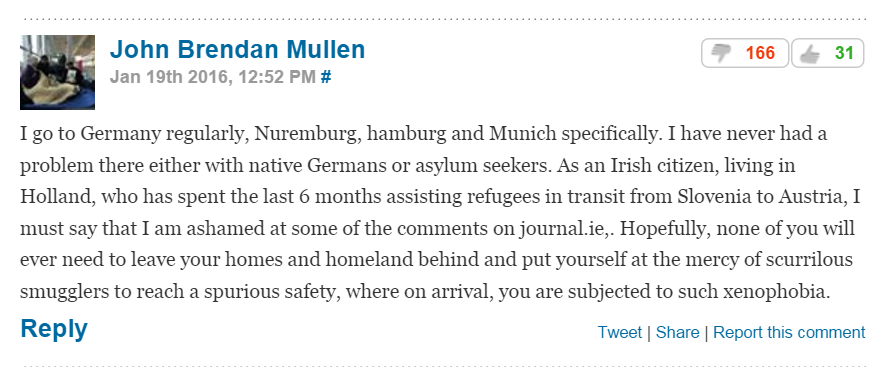 John Brendan Mullen
166
31
Jan 19th 2016, 12:52 PM #
I go to Germany regularly, Nuremburg, hamburg and Munich specifically. I have never had a
problem there either with native Germans or asylum seekers. As an Irish citizen, living in
Holland, who has spent the last 6 months assisting refugees in transit from Slovenia to Austria, I
must say that I am ashamed at some of the comments on journal.ie,. Hopefully, none of you will
ever need to leave your homes and homeland behind and put yourself at the mercy of scurrilous
smugglers to reach a spurious safety, where on arrival, you are subjected to such xenophobia.
Reply
Tweet | Share | Report this comment